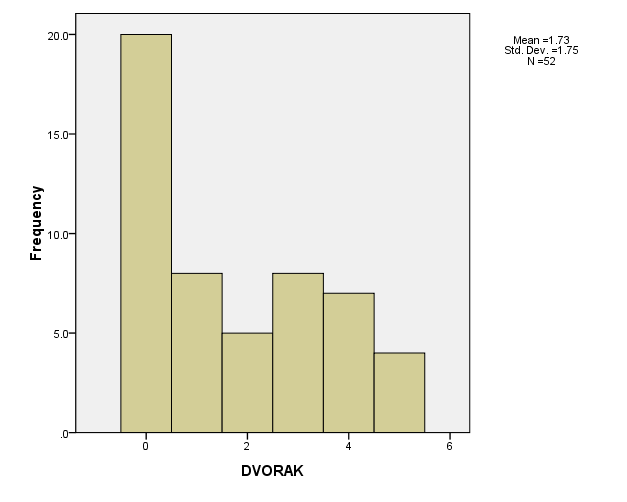 Mean =1.73
Std. Dev. =1.75
N =52
20.0
15.0
10.0
5.0
.0
Frequency
0 2 4 6
DVORAK